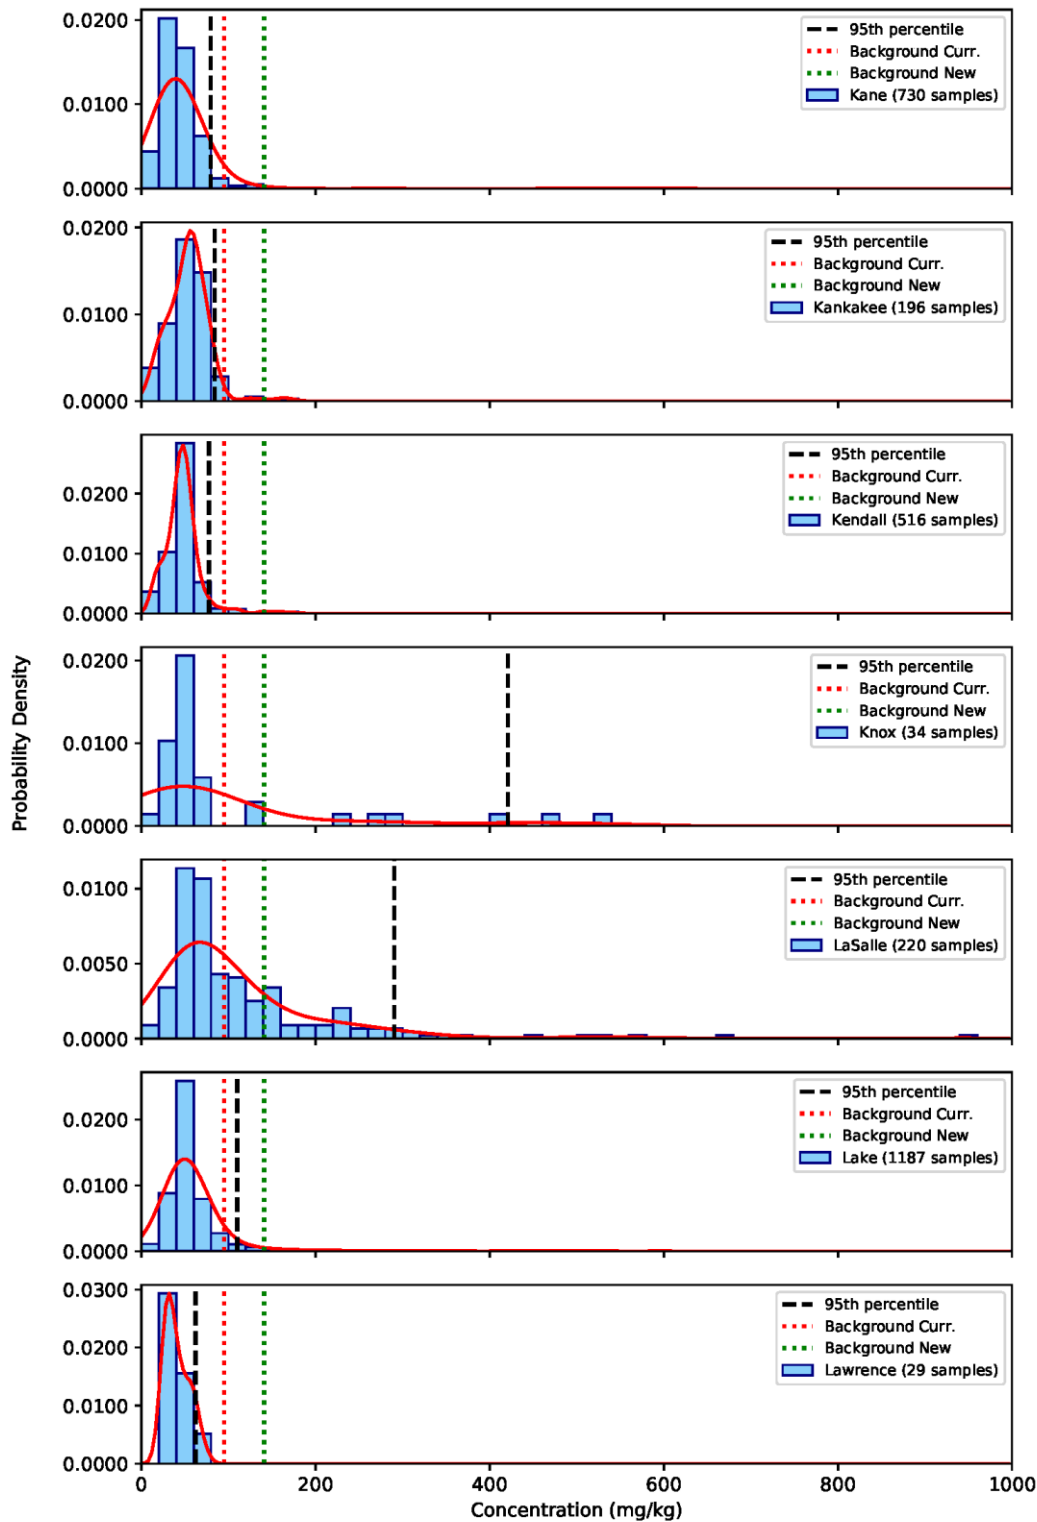 0.0200
0.0100
0.0000
95th percentile
Background Curr.
Background New
Kane (730 samples)
0.0200
0.0100
0.0000
95th percentile
Background Curr.
Background New
Kankakee (196 samples)
0.0200
0.0100
0.0000
95th percentile
Background Curr.
Background New
Kendall (516 samples)
Probability Density
0.0200
0.0100
0.0000
95th percentile
Background Curr.
Background New
Knox (34 samples)
0.0100
0.0050
0.0000
95th percentile
Background Curr.
Background New
LaSalle (220 samples)
0.0200
0.0100
0.0000
95th percentile
Background Curr.
Background New
Lake (1187 samples)
0.0300
0.0200
0.0100
0.0000
95th percentile
Background Curr.
Background New
Lawrence (29 samples)
0 200 400 600 800 1000
Concentration (mg/kg)